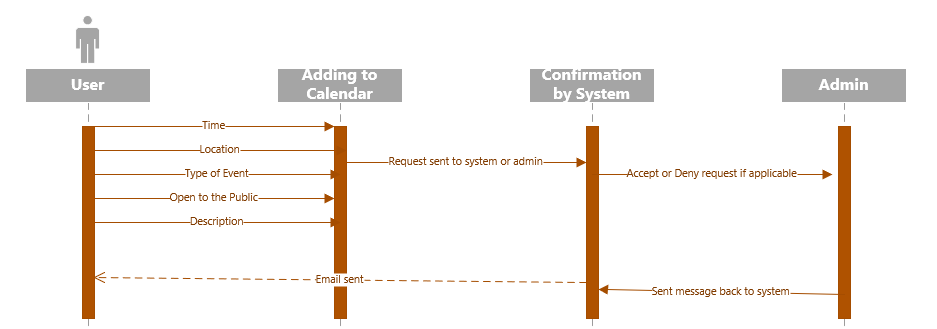 User
Adding to
Calendar
Confirmation
by System
Admin
Time
Location
Request sent to system or admin
Type of Event
Accept or Deny request if applicable
Open to the Public
Description
Email sent
Sent message back to system